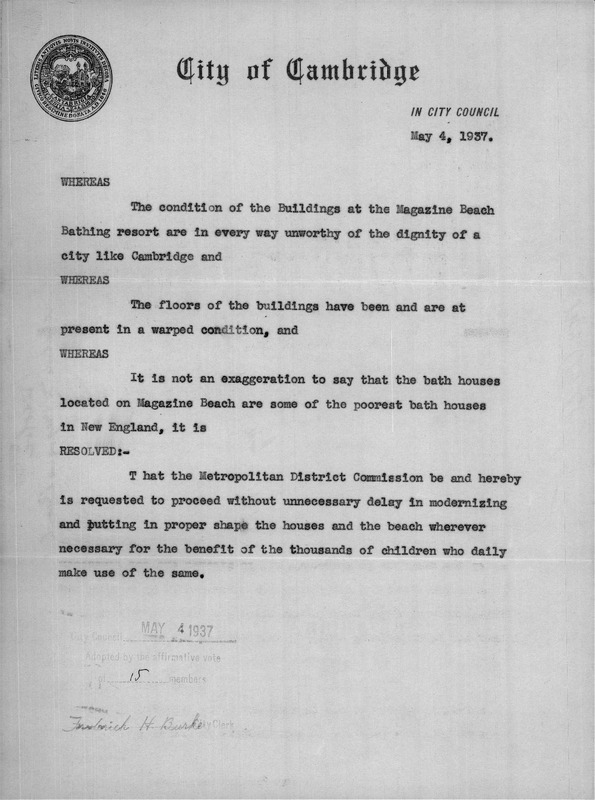 City of Cambridge
IN CITY COUNCIL
May 4, 1937.
WHEREAS
The condition of the Buildings at the Magazine Beach
Bathing resort are in every way unworthy of the dignity of a
city like Cambridge and
WHEREAS
The floors of the buildings have been and are at
present in a warped condition, and
WHEREAS
It is not an exaggeration to say that the bath houses
located on Magazine Beach are some of the poorest bath houses
in New England, it is
RESOLVED:-
T hat the Metropolitan District Commission be and hereby
is requested to proceed without unnecessary delay in modernizing
and putting in proper shape the houses and the beach wherever
necessary for the benefit of the thousands of children who daily
make use of the same.
City Council MAY 4 1937
Adopted by the affirmative vote
of 15 members
Frederick H. Burke City Clerk